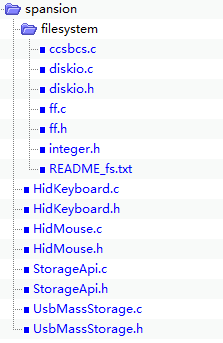 spansion
filesystem
ccsbcs.c
diskio.c
diskio.h
ff.c
ff.h
integer.h
README_fs.txt
HidKeyboard.c
HidKeyboard.h
HidMouse.c
HidMouse.h
StorageApi.c
StorageApi.h
UsbMassStorage.c
UsbMassStorage.h